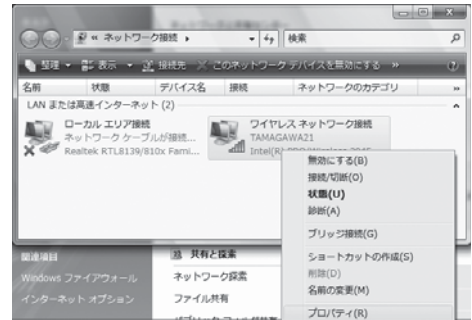 ネットワーク接続
検索
整理
表示
接続先
このネットワーク デバイスを無効にする
»
名前
状態
デバイス名
接続
ネットワークのカテゴリ
»
LAN または高速インターネット (2)
ローカル エリア接続
ネットワーク ケーブルが接続...
Realtek RTL8139/810x Fami...
ワイヤレス ネットワーク接続
TAMAGAWA21
Intel(R) PRO/Wireless
無効にする(B)
接続/切断(O)
状態(U)
診断(A)
ブリッジ接続(G)
ショートカットの作成(S)
削除(D)
名前の変更(M)
プロパティ(R)
関連項目
Windows ファイアウォール
インターネット オプション
共有と探索
ネットワーク探索
ファイル共有